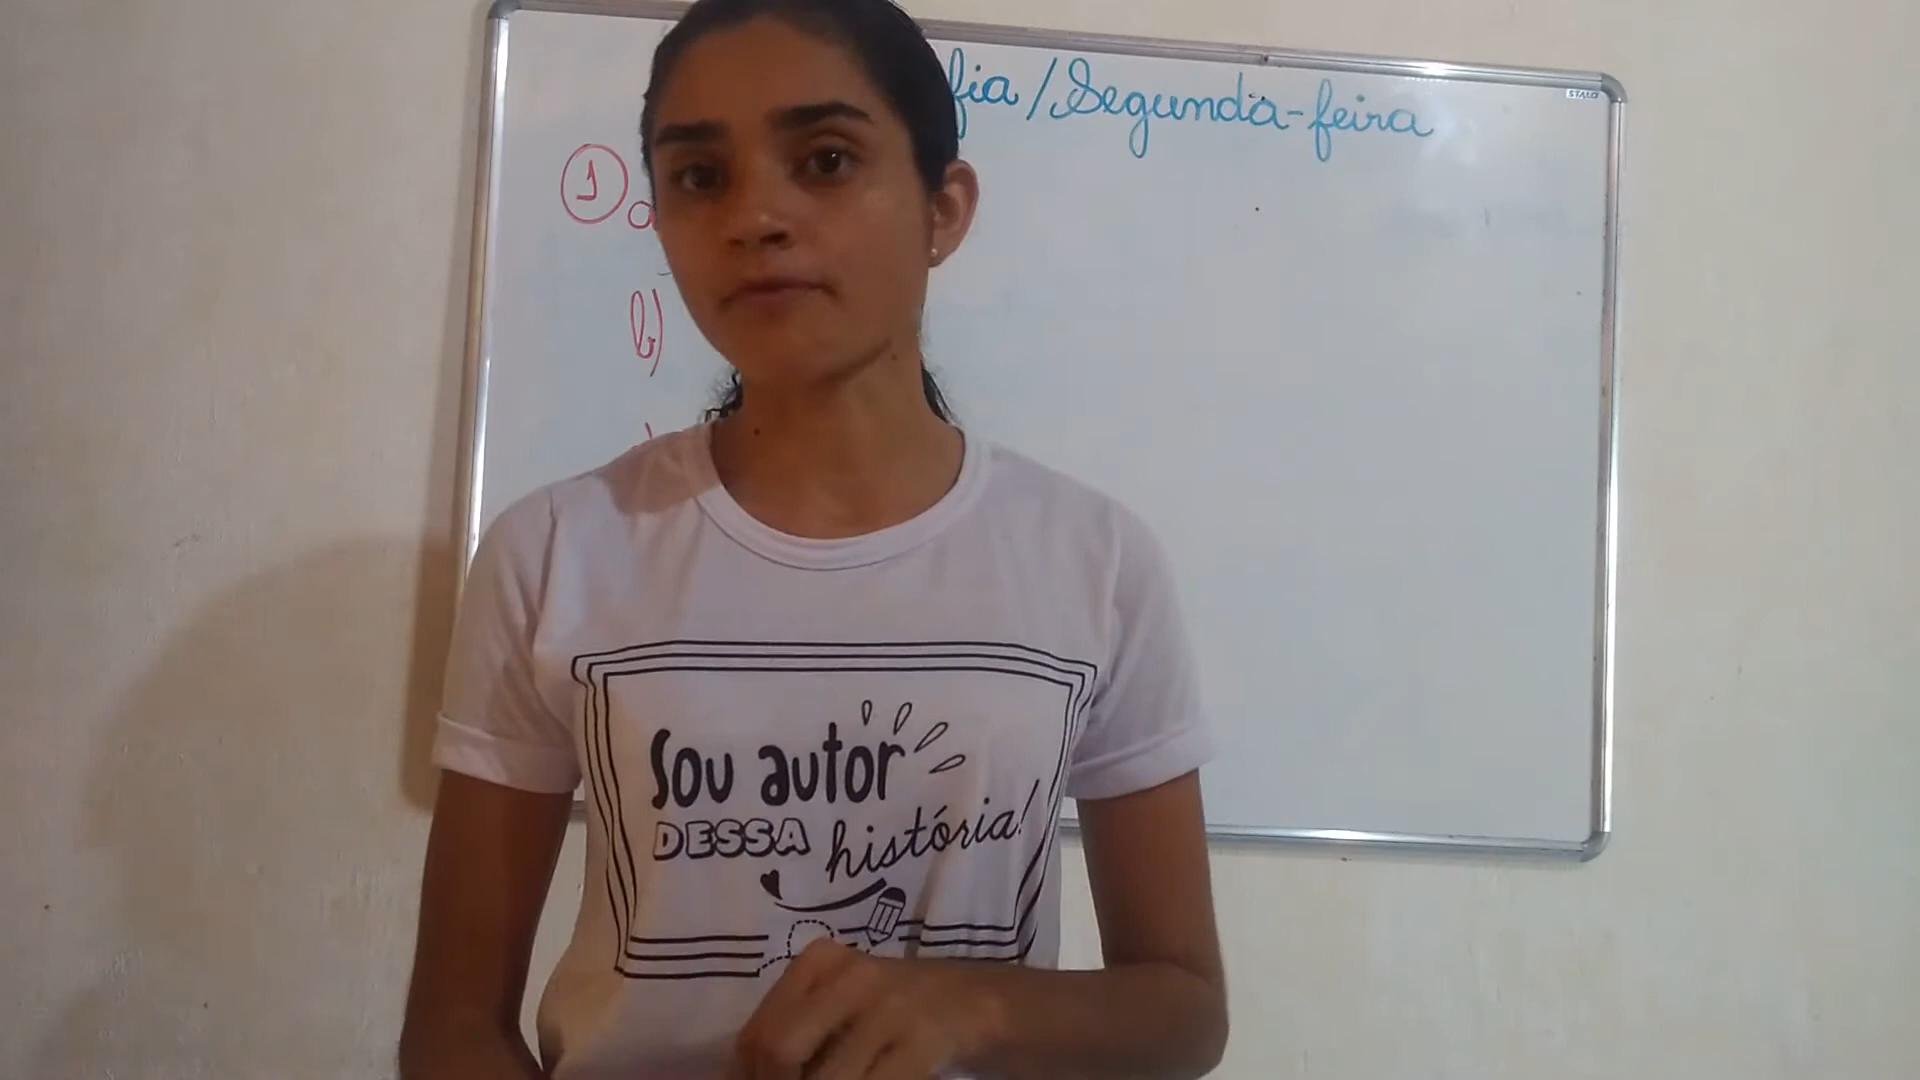 fia / Segunda-feira
STALO
1 a
b)
Sou autor
DESSA história!